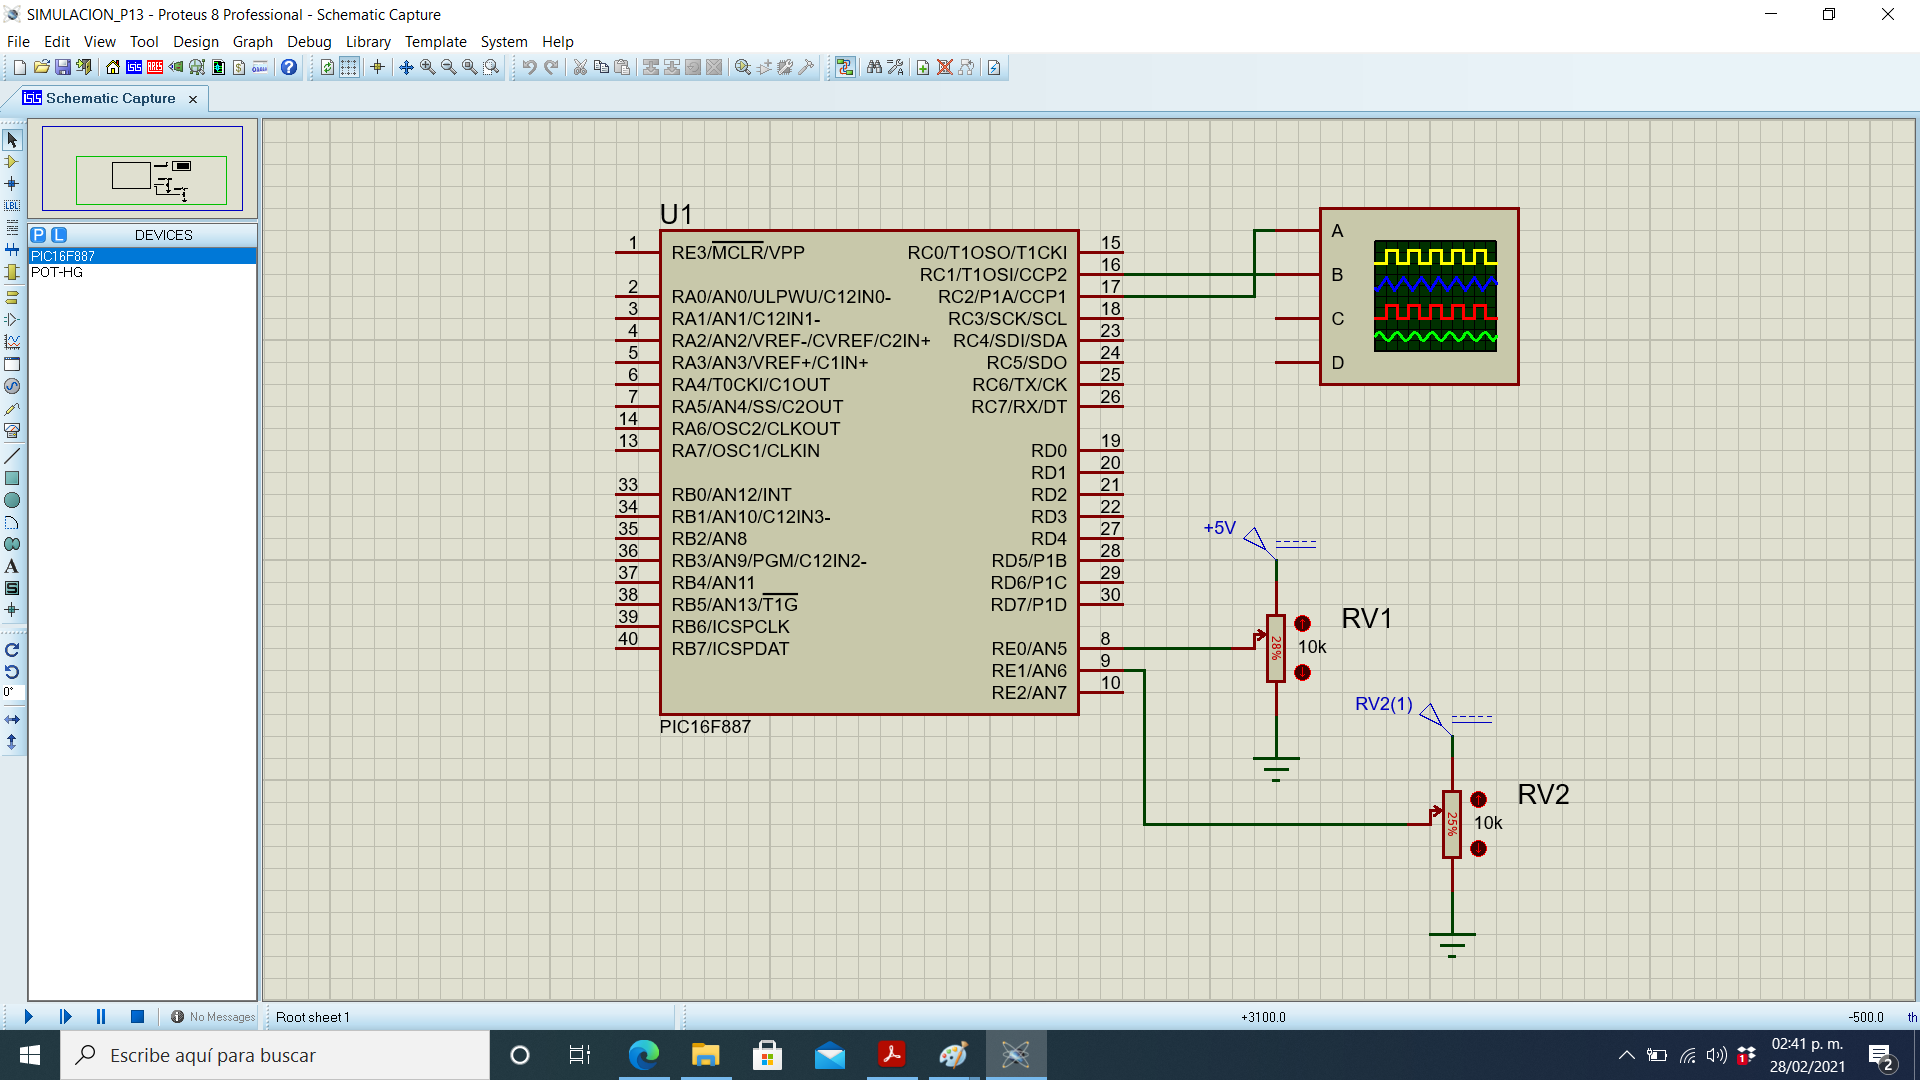 SIMULACION_P13 - Proteus 8 Professional - Schematic Capture
File Edit View Tool Design Graph Debug Library Template System Help
Schematic Capture
LBL
A
S
0°
P L DEVICES
PIC16F887
POT-HG
U1
1 RE3/MCLR/VPP
2 RA0/AN0/ULPWU/C12IN0-
3 RA1/AN1/C12IN1-
4 RA2/AN2/VREF-/CVREF/C2IN+
5 RA3/AN3/VREF+/C1IN+
6 RA4/T0CKI/C1OUT
7 RA5/AN4/SS/C2OUT
14 RA6/OSC2/CLKOUT
13 RA7/OSC1/CLKIN
33 RB0/AN12/INT
34 RB1/AN10/C12IN3-
35 RB2/AN8
36 RB3/AN9/PGM/C12IN2-
37 RB4/AN11
38 RB5/AN13/T1G
39 RB6/ICSPCLK
40 RB7/ICSPDAT
RC0/T1OSO/T1CKI 15
RC1/T1OSI/CCP2 16
RC2/P1A/CCP1 17
RC3/SCK/SCL 18
RC4/SDI/SDA 23
RC5/SDO 24
RC6/TX/CK 25
RC7/RX/DT 26
RD0 19
RD1 20
RD2 21
RD3 22
RD4 27
RD5/P1B 28
RD6/P1C 29
RD7/P1D 30
RE0/AN5 8
RE1/AN6 9
RE2/AN7 10
PIC16F887
A
B
C
D
+5V
RV1
28%
10k
RV2(1)
RV2
25%
10k
No Messages Root sheet 1 +3100.0 -500.0 th
Escribe aquí para buscar
1
02:41 p. m.
28/02/2021
2